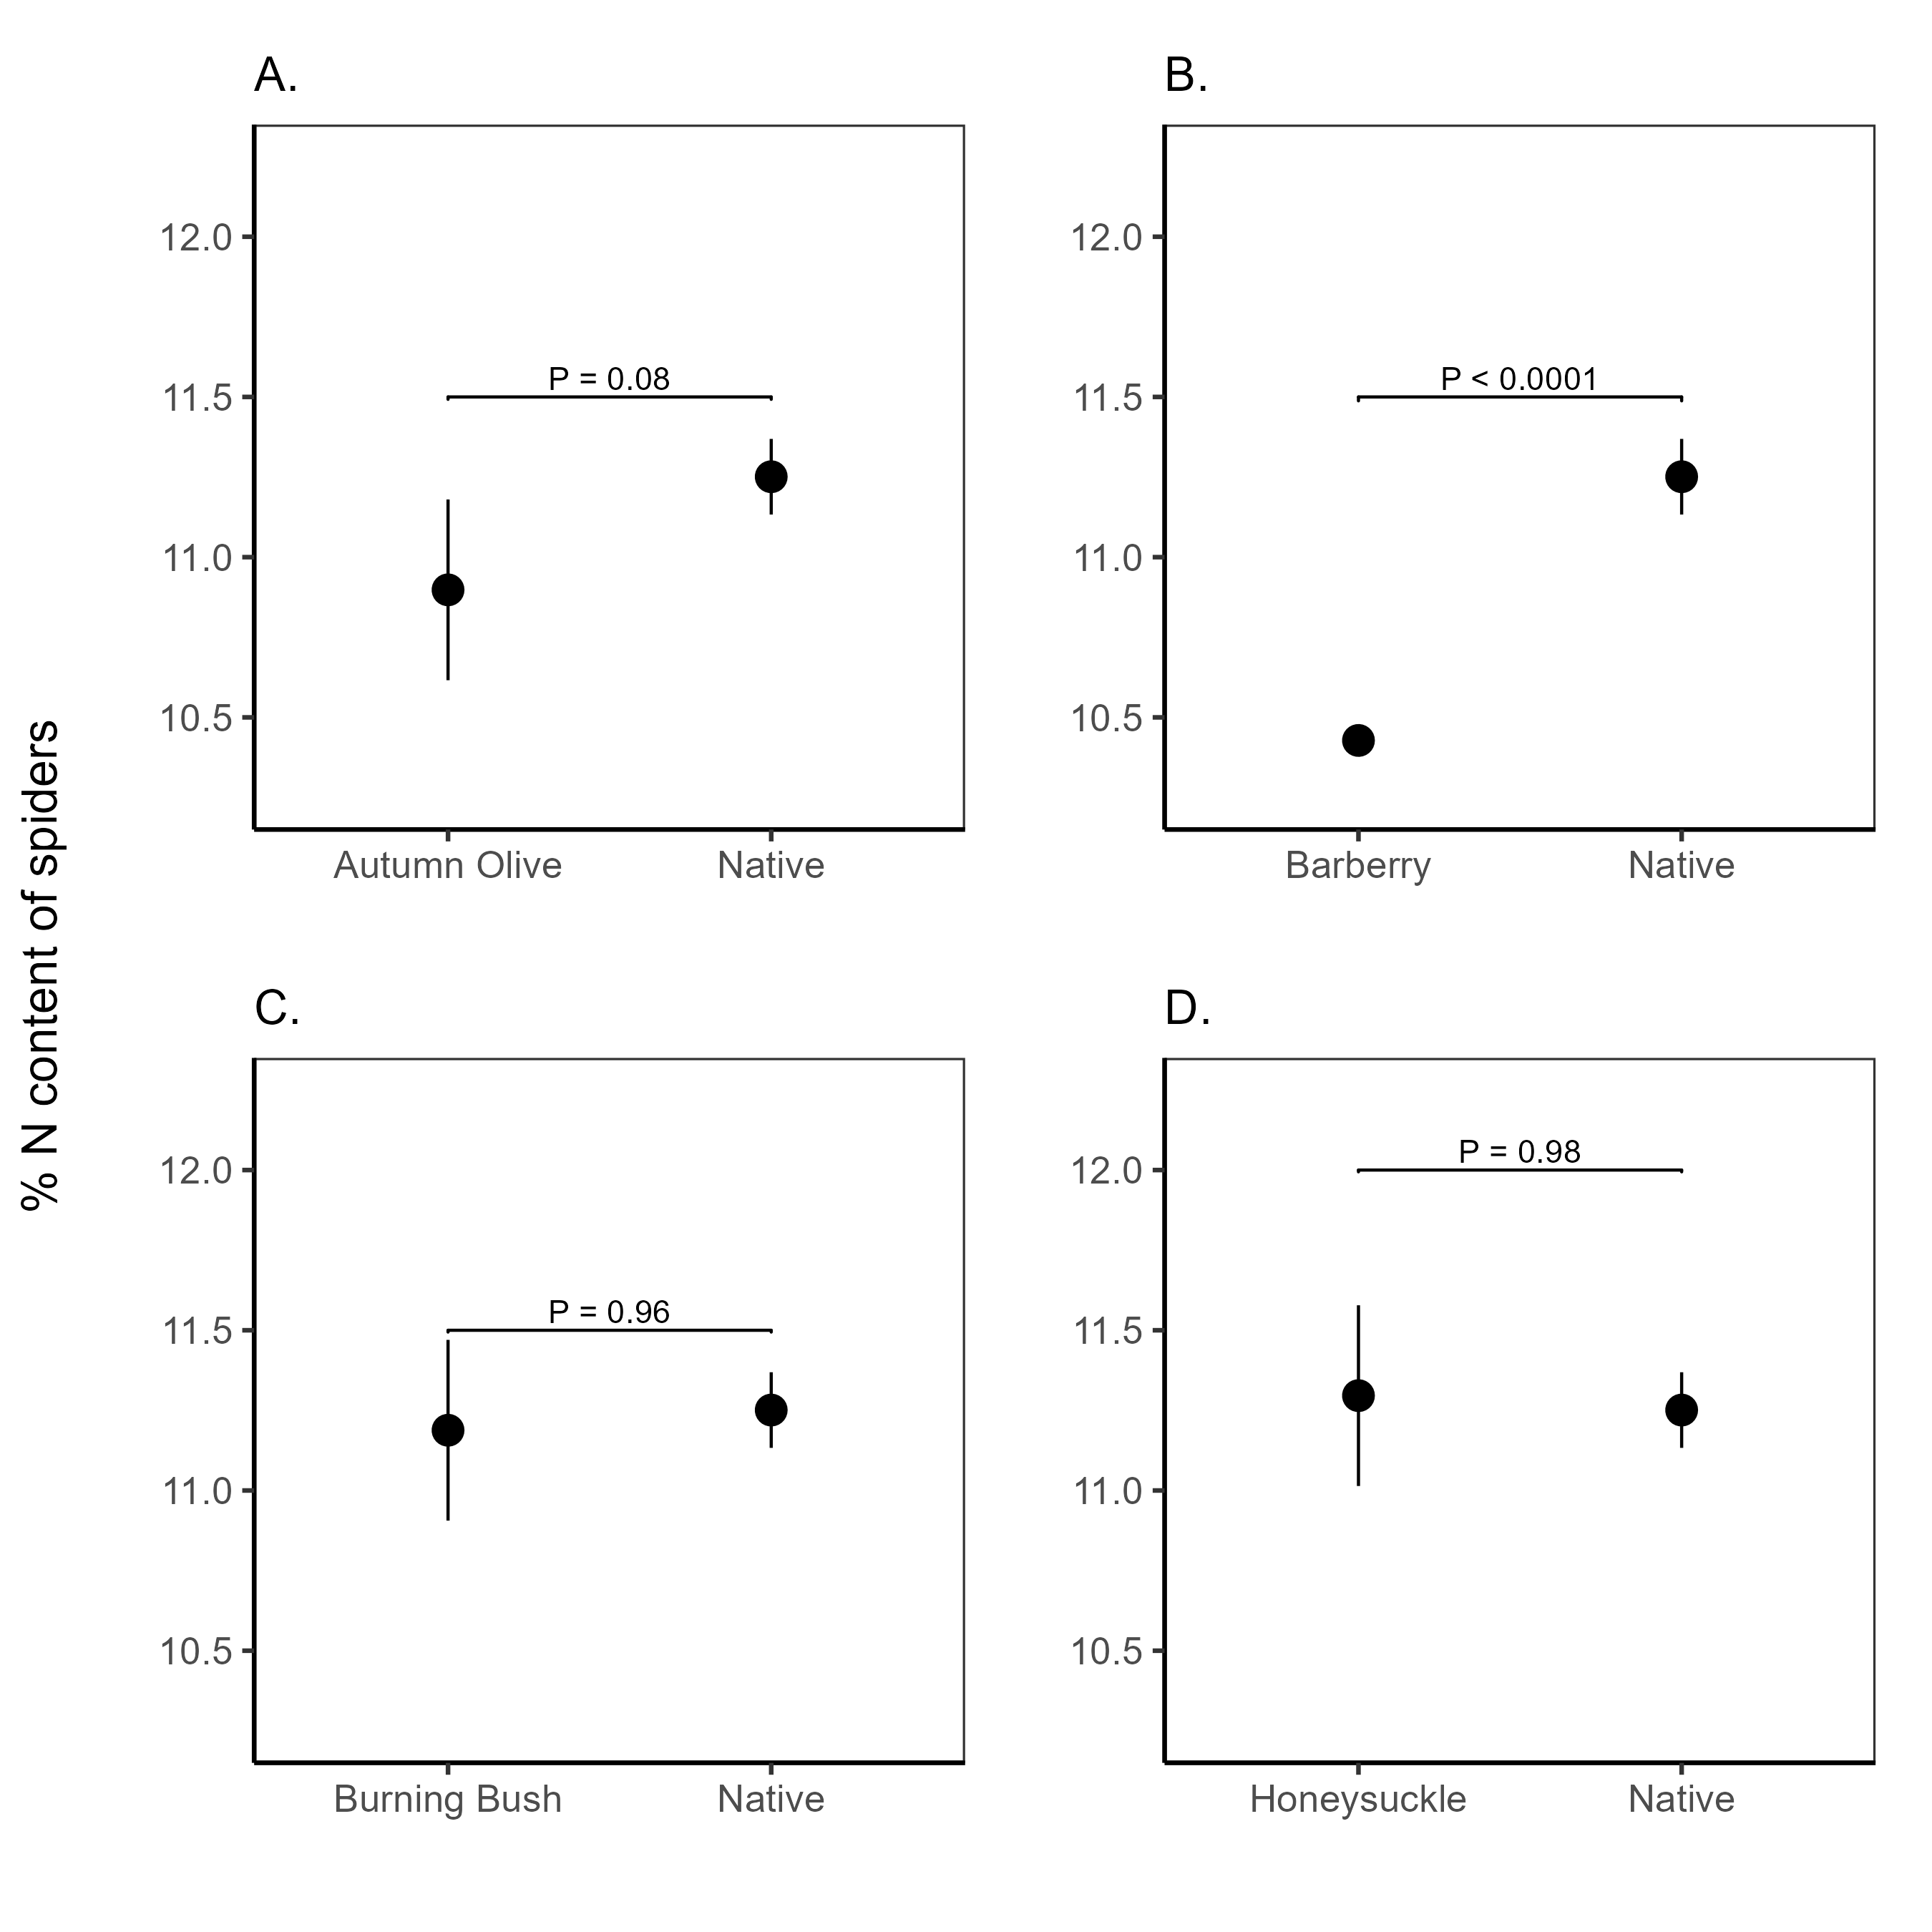 % N content of spiders
A.
12.0
11.5
11.0
10.5
P = 0.08
Autumn Olive Native
B.
12.0
11.5
11.0
10.5
P < 0.0001
Barberry Native
C.
12.0
11.5
11.0
10.5
P = 0.96
Burning Bush Native
D.
12.0
11.5
11.0
10.5
P = 0.98
Honeysuckle Native